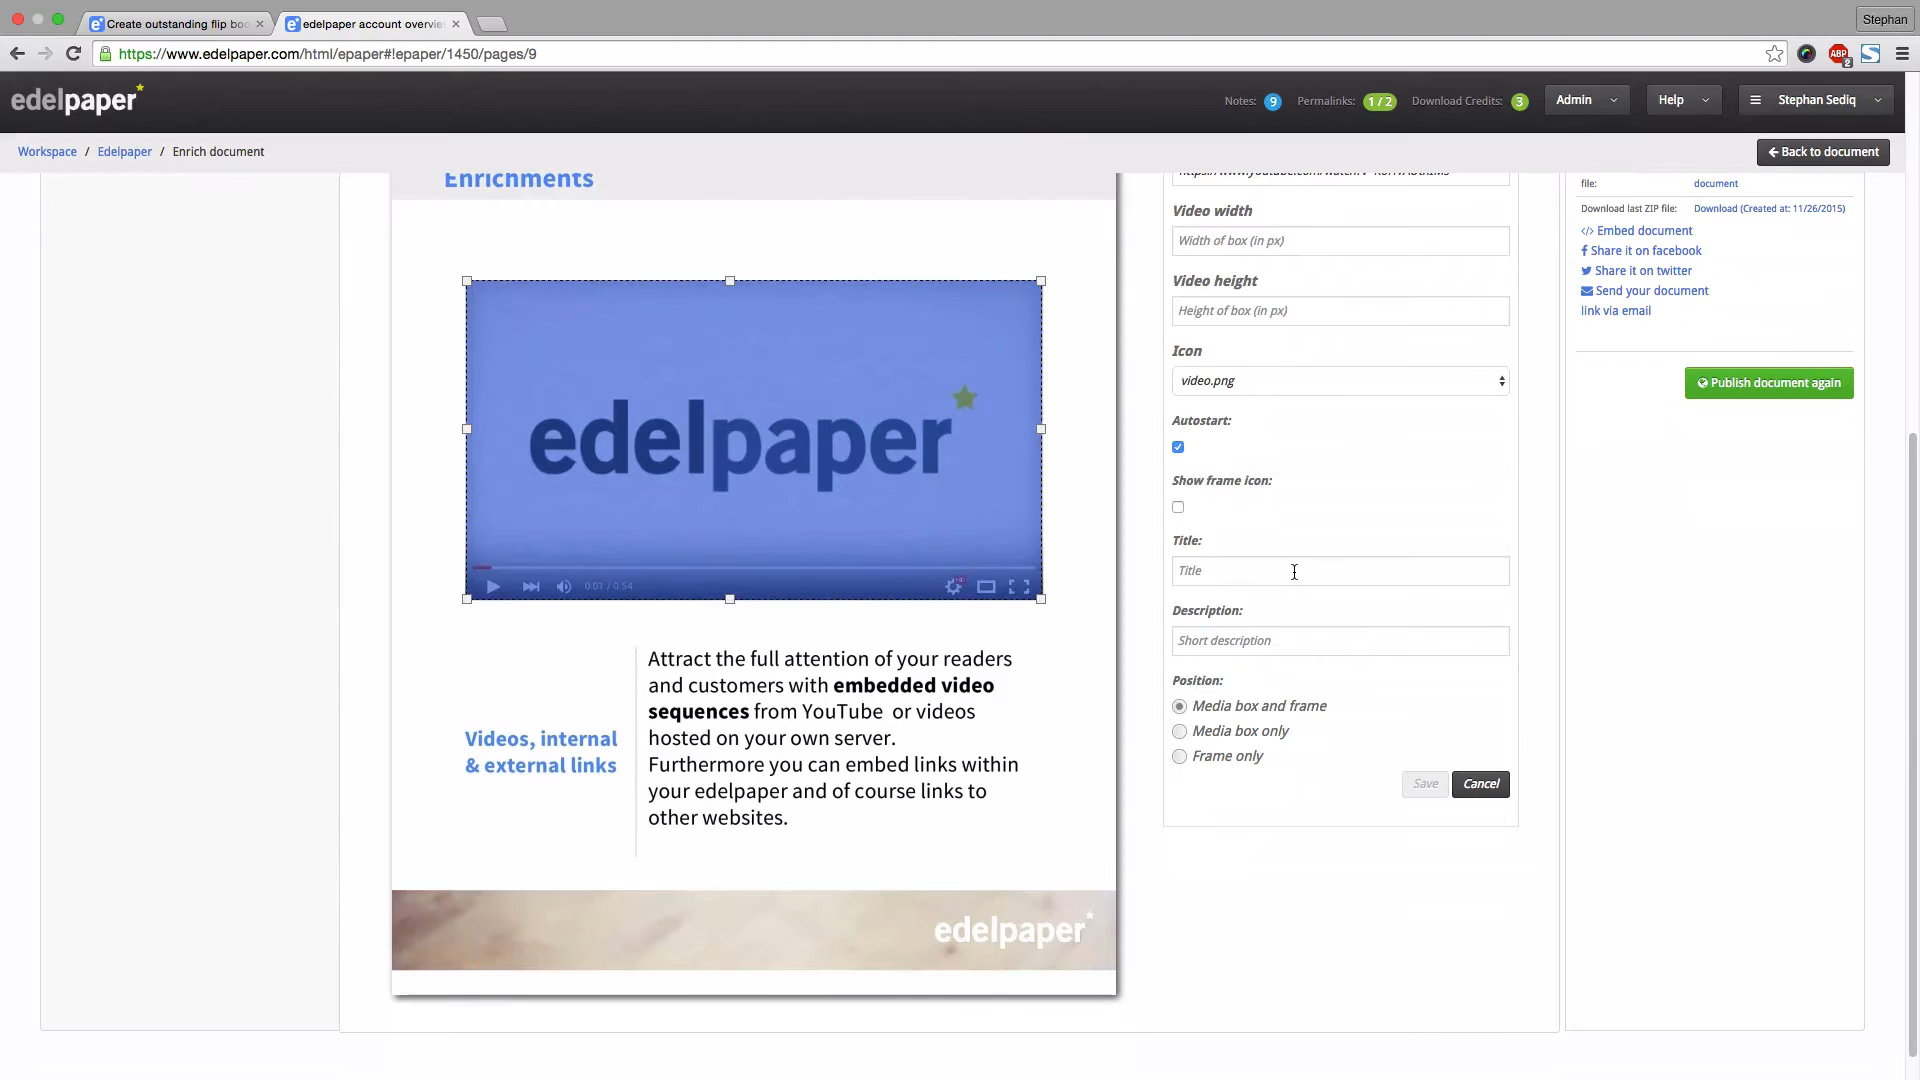 Create outstanding flip boo
edelpaper account overvie
Stephan
https://www.edelpaper.com/html/epaper#!epaper/1450/pages/9
ABP
2
edelpaper
Notes: 9 Permalinks: 1 / 2 Download Credits: 3 Admin Help Stephan Sediq
Workspace / Edelpaper / Enrich document
Back to document
Enrichments
edelpaper
0:01 / 0:54
Videos, internal
& external links
Attract the full attention of your readers
and customers with embedded video
sequences from YouTube or videos
hosted on your own server.
Furthermore you can embed links within
your edelpaper and of course links to
other websites.
edelpaper
Video width
Width of box (in px)
Video height
Height of box (in px)
Icon
video.png
Autostart:
Show frame icon:
Title:
Title
Description:
Short description
Position:
Media box and frame
Media box only
Frame only
Save Cancel
file: document
Download last ZIP file: Download (Created at: 11/26/2015)
</> Embed document
Share it on facebook
Share it on twitter
Send your document
link via email
Publish document again